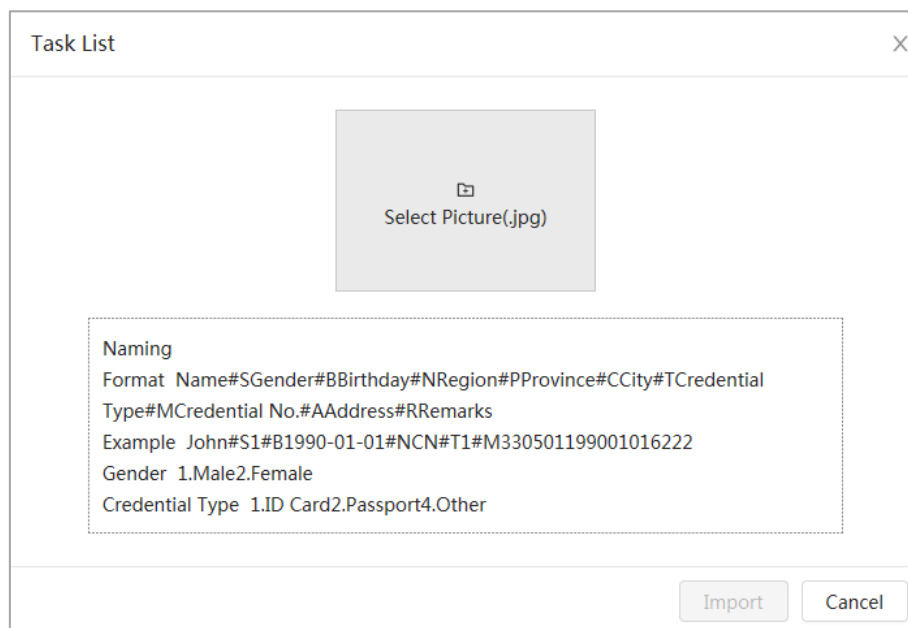 Task List
Select Picture(.jpg)
Naming
Format Name#SGender#BBirthday#NRegion#PProvince#CCity#TCredential
Type#MCredential No.#AAddress#RRemarks
Example John#S1#B1990-01-01#NCN#T1#M330501199001016222
Gender 1.Male2.Female
Credential Type 1.ID Card2.Passport4.Other
Import Cancel